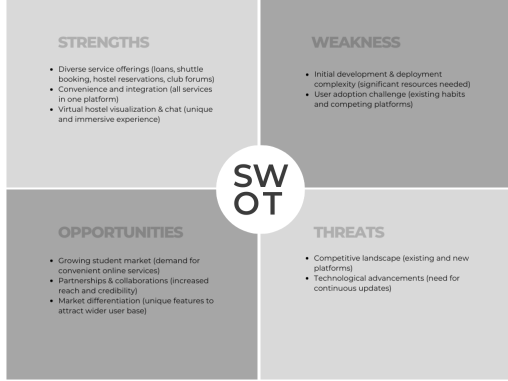 STRENGTHS
• Diverse service offerings (loans, shuttle
booking, hostel reservations, club forums)
• Convenience and integration (all services
in one platform)
• Virtual hostel visualization & chat (unique
and immersive experience)
WEAKNESS
• Initial development & deployment
complexity (significant resources needed)
• User adoption challenge (existing habits
and competing platforms)
SW
OT
OPPORTUNITIES
• Growing student market (demand for
convenient online services)
• Partnerships & collaborations (increased
reach and credibility)
• Market differentiation (unique features to
attract wider user base)
THREATS
• Competitive landscape (existing and new
platforms)
• Technological advancements (need for
continuous updates)